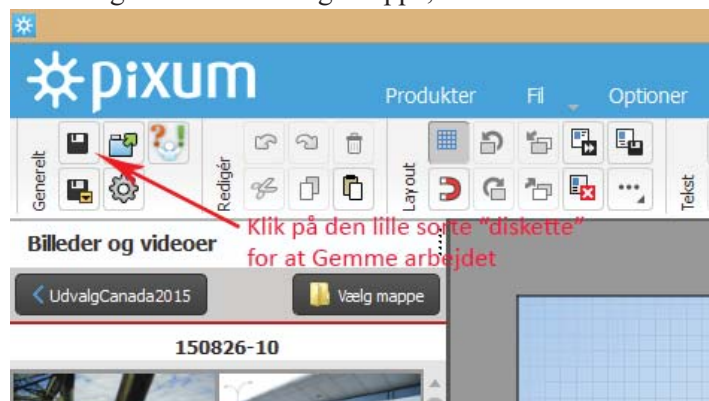 pixum
Produkter Fil Optioner
Generelt
Redigér
Layout
Tekst
Klik på den lille sorte "diskette"
for at Gemme arbejdet
Billeder og videoer
UdvalgCanada2015
Vælg mappe
150826-10